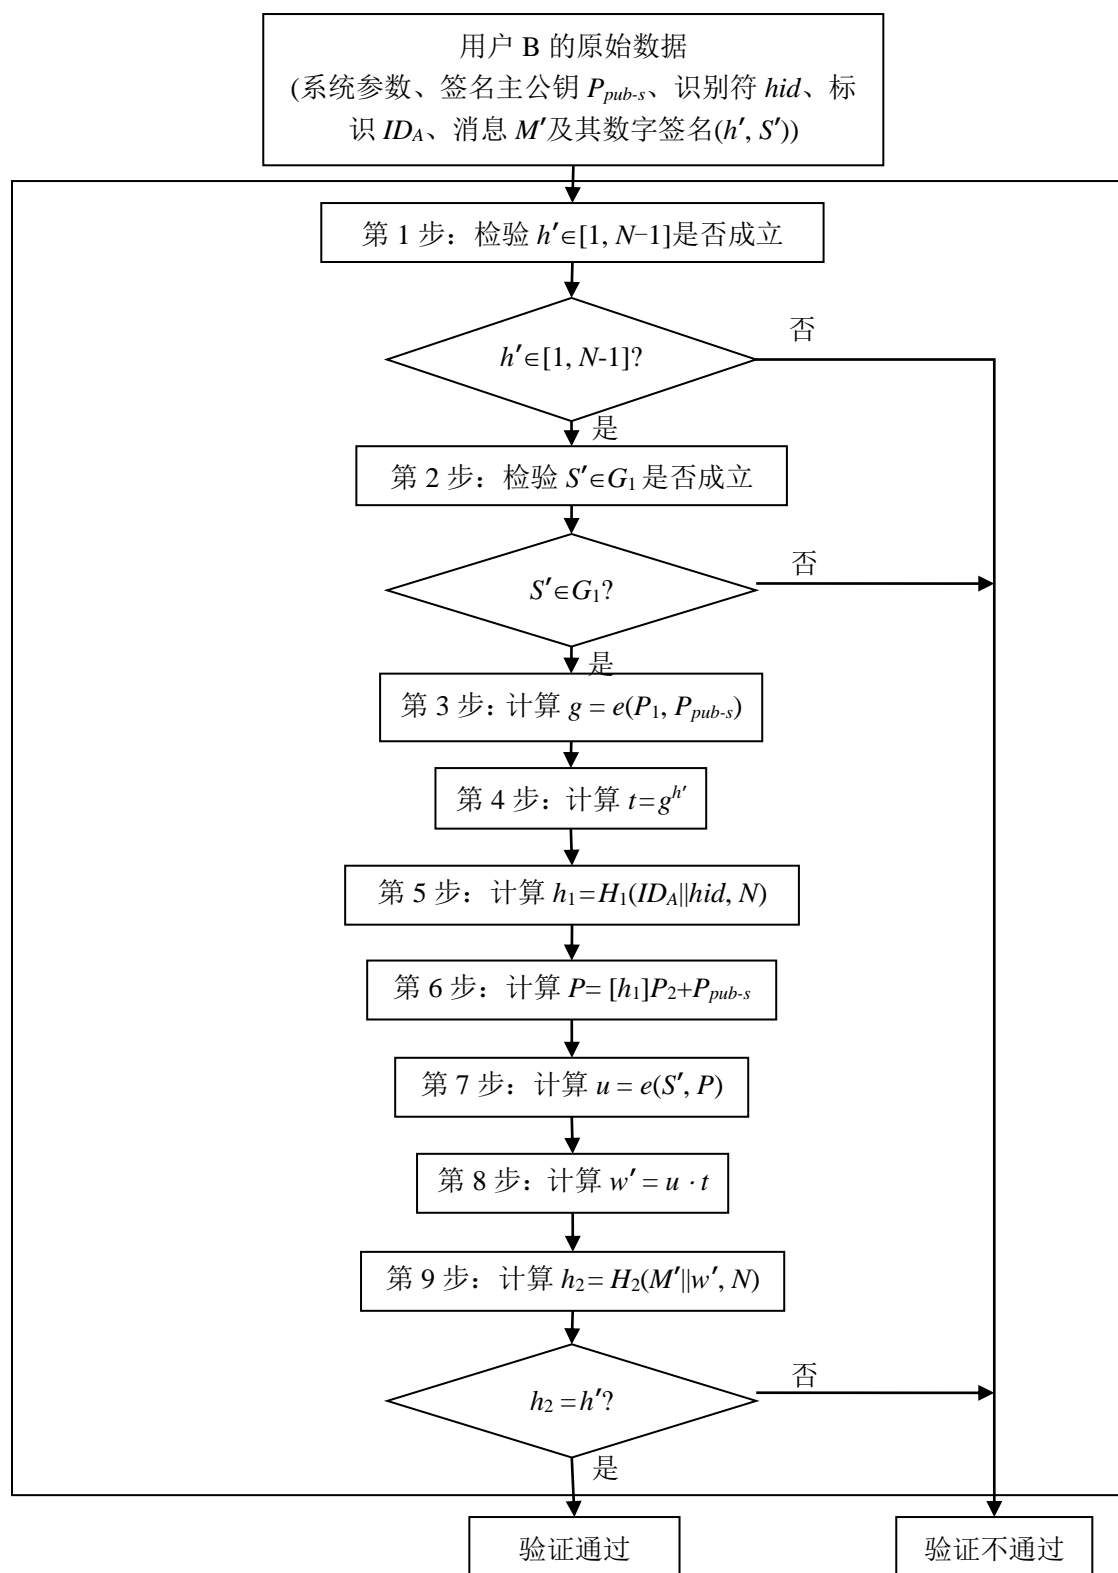 用户 B 的原始数据
(系统参数、签名主公钥 Ppub-s、识别符 hid、标
识 IDA、消息 M′及其数字签名(h′, S′))
第 1 步：检验 h′∈[1, N−1]是否成立
h′∈[1, N-1]?
否
是
第 2 步：检验 S′∈G1 是否成立
S′∈G1?
否
是
第 3 步：计算 g = e(P1, Ppub-s)
第 4 步：计算 t=g^h′
第 5 步：计算 h1=H1(IDA||hid, N)
第 6 步：计算 P= [h1]P2+Ppub-s
第 7 步：计算 u = e(S′, P)
第 8 步：计算 w′ = u · t
第 9 步：计算 h2= H2(M′||w′, N)
h2 =h′?
否
是
验证通过
验证不通过